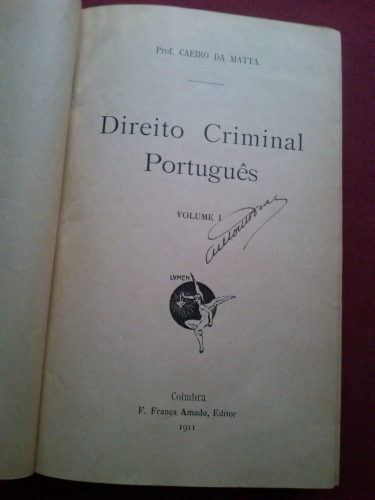 Prof. CAEIRO DA MATTA
Direito Criminal
Português
VOLUME I
LVMEN
Coimbra
F. França Amado, Editor
1911